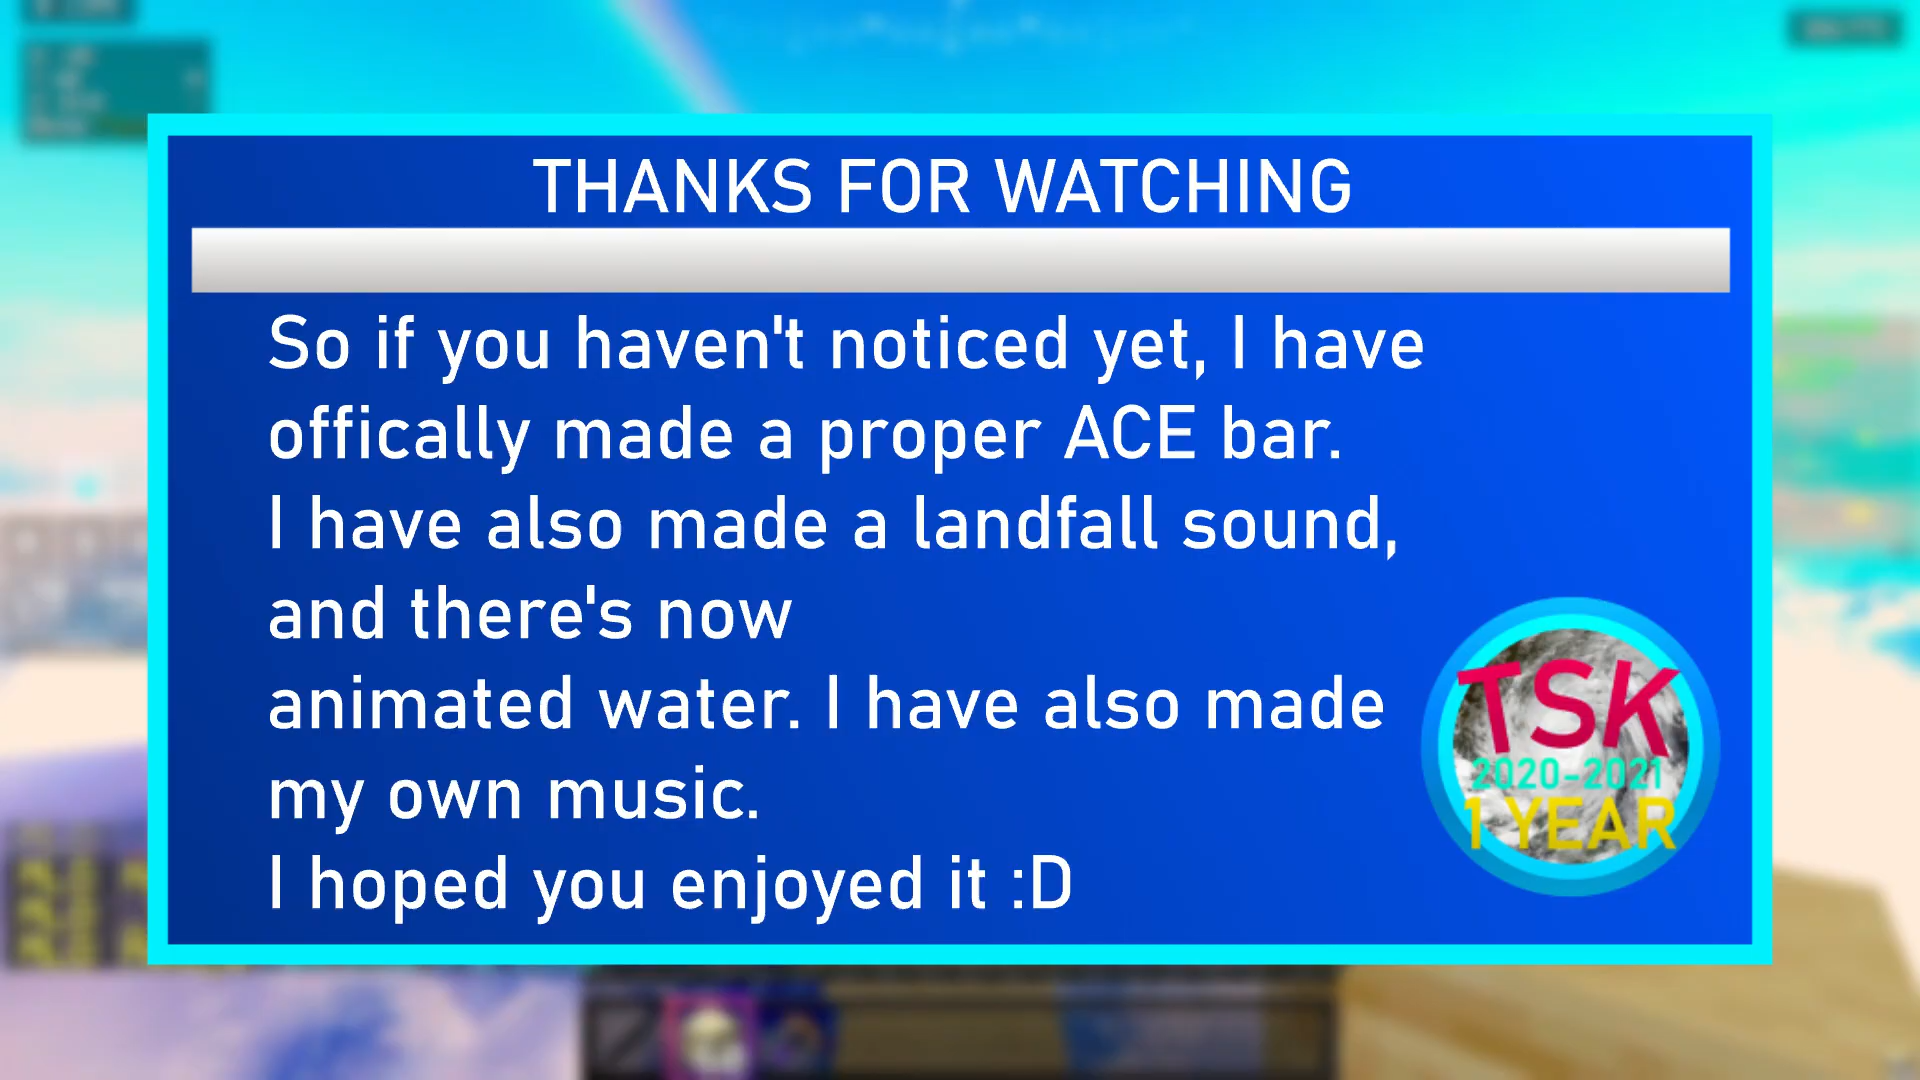 THANKS FOR WATCHING
So if you haven't noticed yet, I have
offically made a proper ACE bar.
I have also made a landfall sound,
and there's now
animated water. I have also made
my own music.
I hoped you enjoyed it :D
TSK
2020-2021
1 YEAR